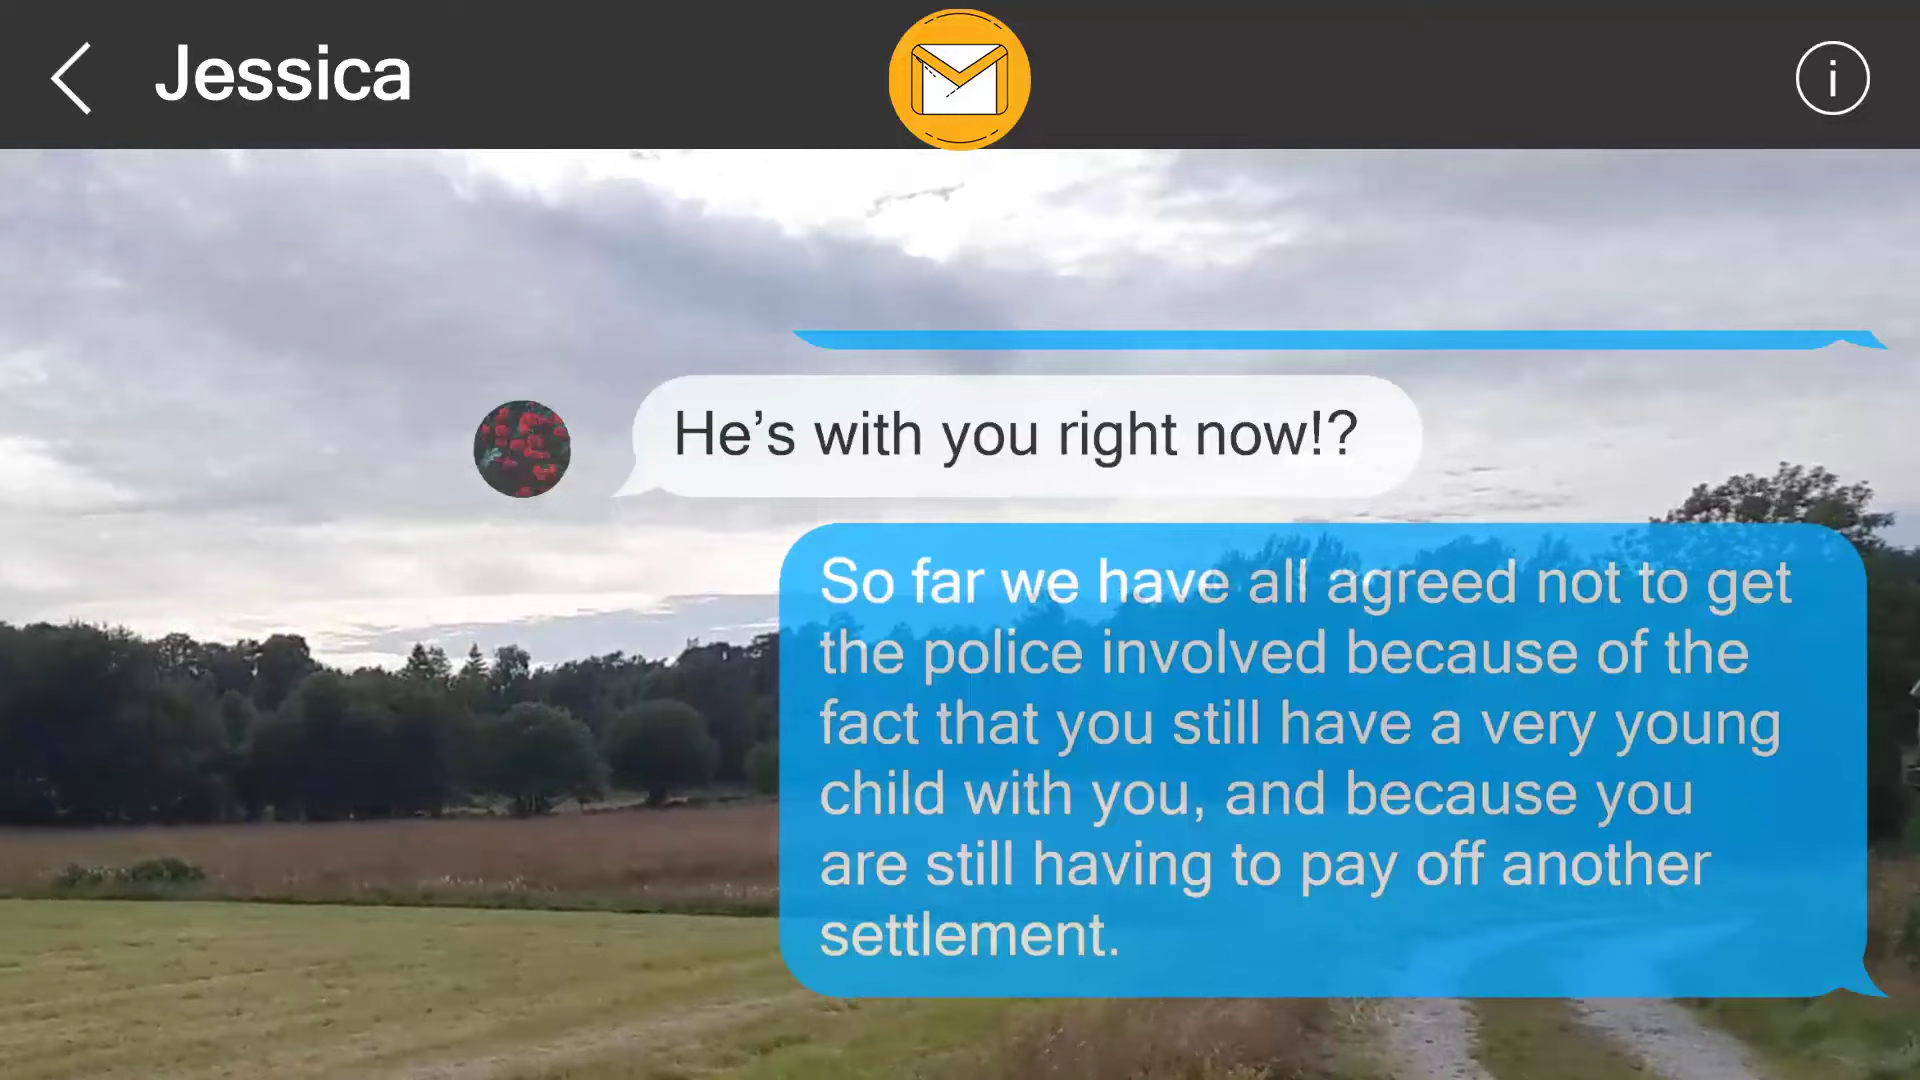 Jessica
He’s with you right now!?
So far we have all agreed not to get
the police involved because of the
fact that you still have a very young
child with you, and because you
are still having to pay off another
settlement.